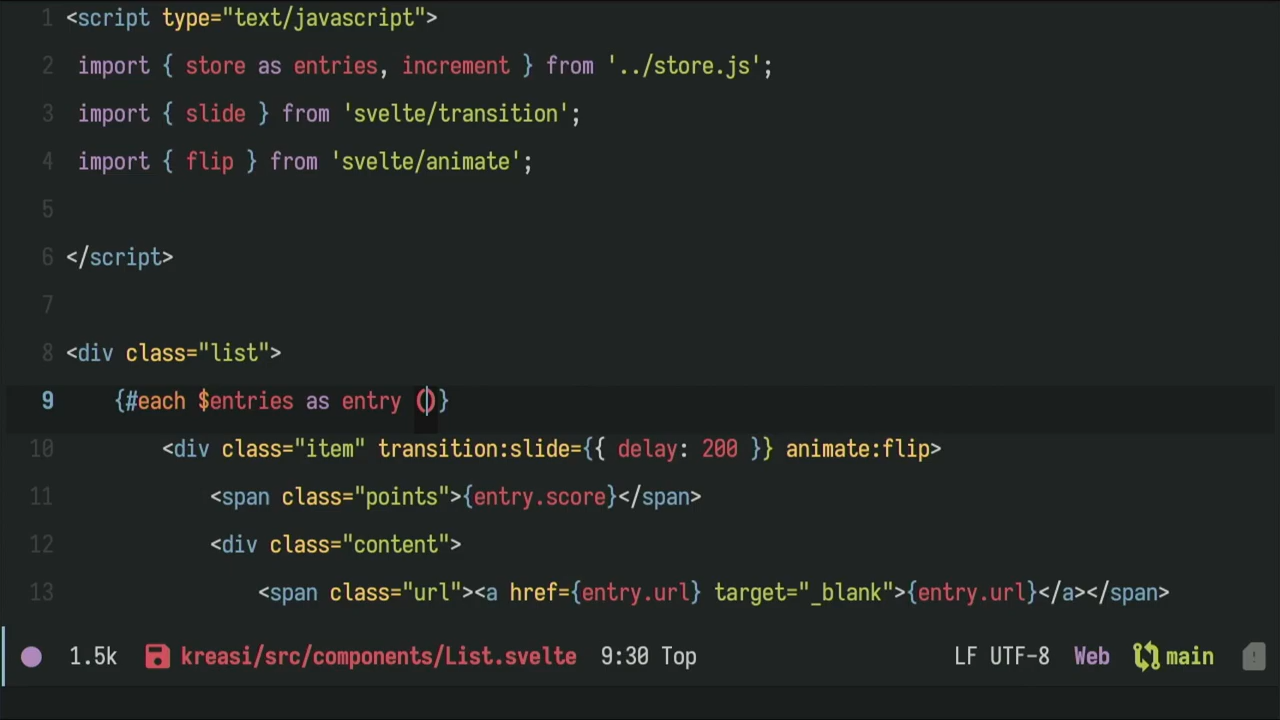 1 <script type="text/javascript">
2 import { store as entries, increment } from '../store.js';
3 import { slide } from 'svelte/transition';
4 import { flip } from 'svelte/animate';
5
6 </script>
7
8 <div class="list">
9 {#each $entries as entry ()}
10 <div class="item" transition:slide={{ delay: 200 }} animate:flip>
11 <span class="points">{entry.score}</span>
12 <div class="content">
13 <span class="url"><a href={entry.url} target="_blank">{entry.url}</a></span>
1.5k kreasi/src/components/List.svelte 9:30 Top LF UTF-8 Web main